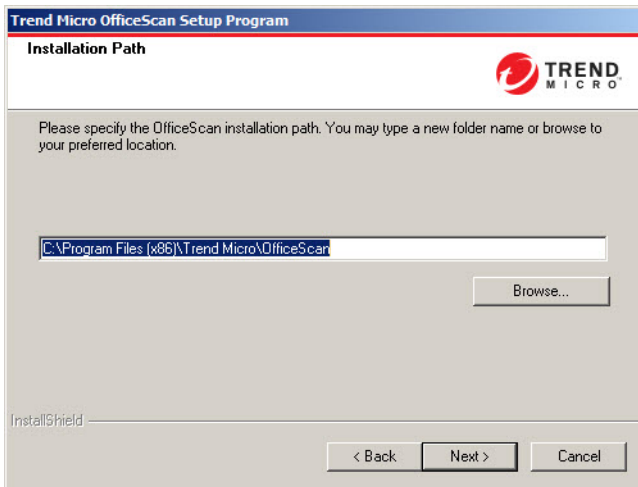 Trend Micro OfficeScan Setup Program
Installation Path
TREND
MICRO™
Please specify the OfficeScan installation path. You may type a new folder name or browse to
your preferred location.
C:\Program Files (x86)\Trend Micro\OfficeScan
Browse...
InstallShield
< Back
Next >
Cancel